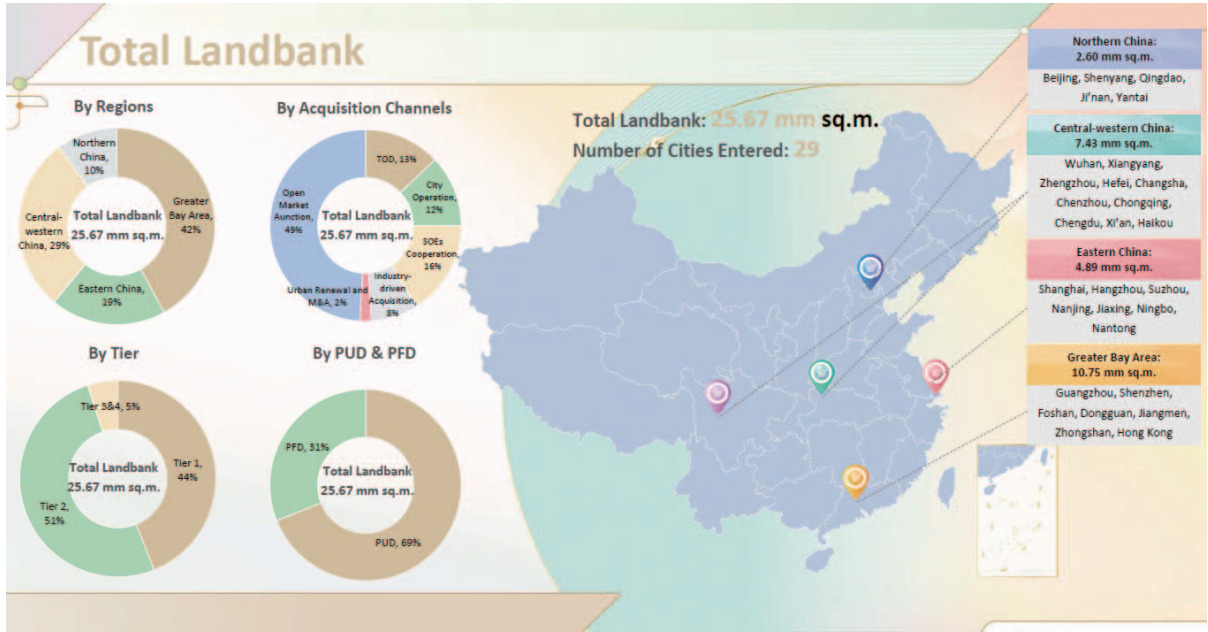 Total Landbank
By Regions
Northern
China,
10%
Greater
Bay Area,
42%
Central-
western
China, 29%
Total Landbank
25.67 mm sq.m.
Eastern China,
19%
By Acquisition Channels
TOD, 13%
City
Operation,
12%
Open
Market
Aunction,
49%
Total Landbank
25.67 mm sq.m.
SOEs
Cooperation,
16%
Industry-
driven
Acquisition,
8%
Urban Renewal and
M&A, 2%
By Tier
Tier 3&4, 5%
Tier 1,
44%
Total Landbank
25.67 mm sq.m.
Tier 2,
51%
By PUD & PFD
PFD, 31%
Total Landbank
25.67 mm sq.m.
PUD, 69%
Total Landbank: 25.67 mm sq.m.
Number of Cities Entered: 29
Northern China:
2.60 mm sq.m.
Beijing, Shenyang, Qingdao,
Ji'nan, Yantai
Central-western China:
7.43 mm sq.m.
Wuhan, Xiangyang,
Zhengzhou, Hefei, Changsha,
Chenzhou, Chongqing,
Chengdu, Xi'an, Haikou
Eastern China:
4.89 mm sq.m.
Shanghai, Hangzhou, Suzhou,
Nanjing, Jiaxing, Ningbo,
Nantong
Greater Bay Area:
10.75 mm sq.m.
Guangzhou, Shenzhen,
Foshan, Dongguan, Jiangmen,
Zhongshan, Hong Kong